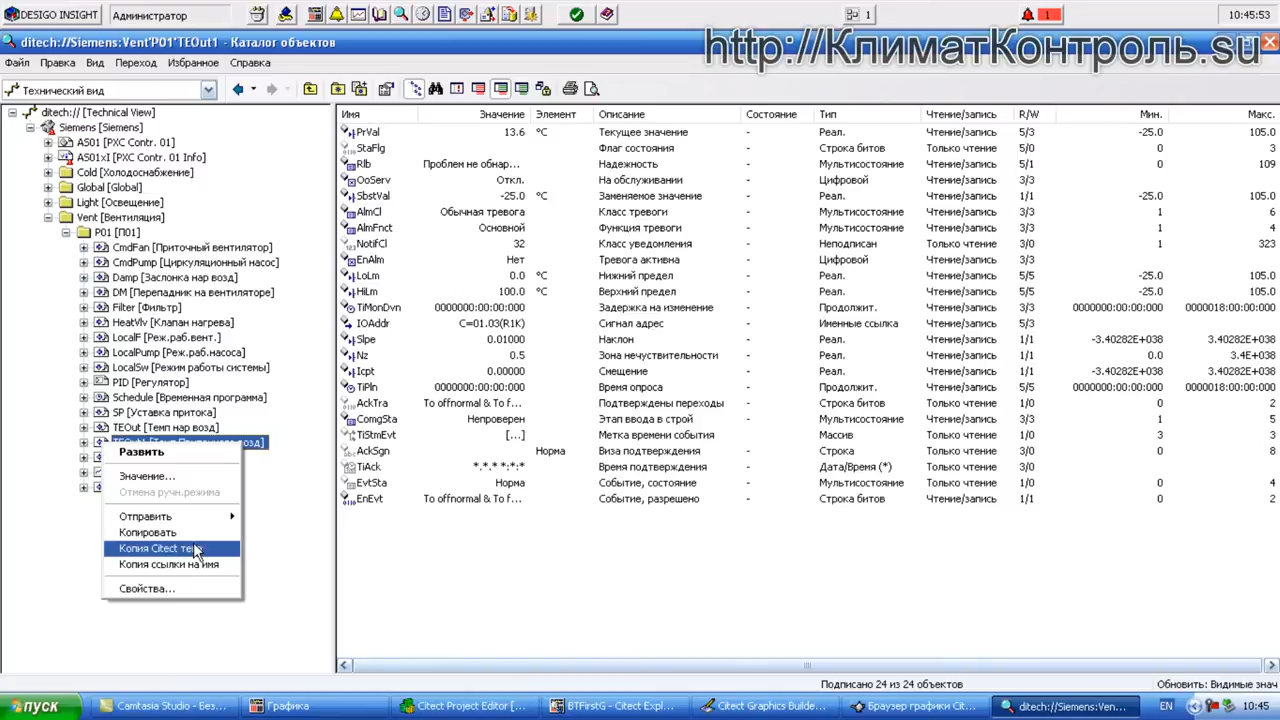 DESIGO INSIGHT Администратор 1 1 10:45:53
http://КлиматКонтроль.su
ditech://Siemens:Vent'P01'TEOut1 - Каталог объектов
Файл Правка Вид Переход Избранное Справка
Технический вид
ditech:// [Technical View]
Siemens [Siemens]
AS01 [PXC Contr. 01]
AS01xI [PXC Contr. 01 Info]
Cold [Холодоснабжение]
Global [Global]
Light [Освещение]
Vent [Вентиляция]
P01 [П01]
CmdFan [Приточный вентилятор]
CmdPump [Циркуляционный насос]
Damp [Заслонка нар возд]
DM [Перепадник на вентиляторе]
Filter [Фильтр]
HeatVlv [Клапан нагрева]
LocalF [Реж.раб.вент.]
LocalPump [Реж.раб.насоса]
LocalSw [Режим работы системы]
PID [Регулятор]
Schedule [Временная программа]
SP [Уставка притока]
TEOut [Темп нар возд]
Развить
Значение...
Отмена ручн.режима
Отправить
Копировать
Копия Citect
Копия ссылки на имя
Свойства...
Имя Значение Элемент Описание Состояние Тип Чтение/запись R/W Мин. Макс.
PrVal 13.6 °C Текущее значение - Реал. Чтение/запись 5/3 -25.0 105.0
StaFlg Флаг состояния - Строка битов Только чтение 5/0 0 3
Rlb Проблем не обнар... Надежность - Мультисостояние Чтение/запись 5/1 0 109
OoServ Откл. На обслуживании - Цифровой Чтение/запись 3/3
SbstVal -25.0 °C Заменяемое значение - Реал. Чтение/запись 1/1 -25.0 105.0
AlmCl Обычная тревога Класс тревоги - Мультисостояние Чтение/запись 3/3 1 6
AlmFnct Основной Функция тревоги - Мультисостояние Чтение/запись 3/3 1 4
NotifCl 32 Класс уведомления - Неподписан Только чтение 3/0 1 323
EnAlm Нет Тревога активна - Цифровой Чтение/запись 3/3
LoLm 0.0 °C Нижний предел - Реал. Чтение/запись 5/5 -25.0 105.0
HiLm 100.0 °C Верхний предел - Реал. Чтение/запись 5/5 -25.0 105.0
TiMonDvn 0000000:00:00:000 Задержка на изменение - Продолжит. Чтение/запись 3/3 0000000:00:00:000 0000018:00:00:000
IOAddr C=01.03(R1K) Сигнал адрес - Именные ссылка Чтение/запись 5/3
Slpe 0.01000 Наклон - Реал. Чтение/запись 1/1 -3.40282E+038 3.40282E+038
Nz 0.5 Зона нечуствительности - Реал. Чтение/запись 1/1 0.0 3.4E+038
Icpt 0.00000 Смещение - Реал. Чтение/запись 1/1 -3.40282E+038 3.40282E+038
TiPln 0000000:00:00:000 Время опроса - Продолжит. Чтение/запись 5/5 0000000:00:00:000 0000018:00:00:000
AckTra To offnormal & To f... Подтверждены переходы - Строка битов Только чтение 3/0 0 2
ComgSta Непроверен Этап ввода в строй - Мультисостояние Чтение/запись 1/1 1 5
TiStmEvt [...] Метка времени события - Массив Только чтение 3/0 3 3
AckSgn Норма Виза подтверждения - Строка битов Только чтение 3/0 0 8
TiAck *.*.* *:*:* Время подтверждения - Дата/Время (*) Только чтение 3/0
EvtSta Норма Событие, состояние - Мультисостояние Только чтение 3/0 0 4
EnEvt To offnormal & To f... Событие, разрешено - Строка битов Чтение/запись 1/1 0 2
Подписано 24 из 24 объектов Обновить: Видимые знач
пуск Camtasia Studio - Без... Графика Citect Project Editor [... BTFirstG - Citect Expl... Citect Graphics Builde... Браузер графики Cit... ditech://Siemens:Ven... EN 10:45